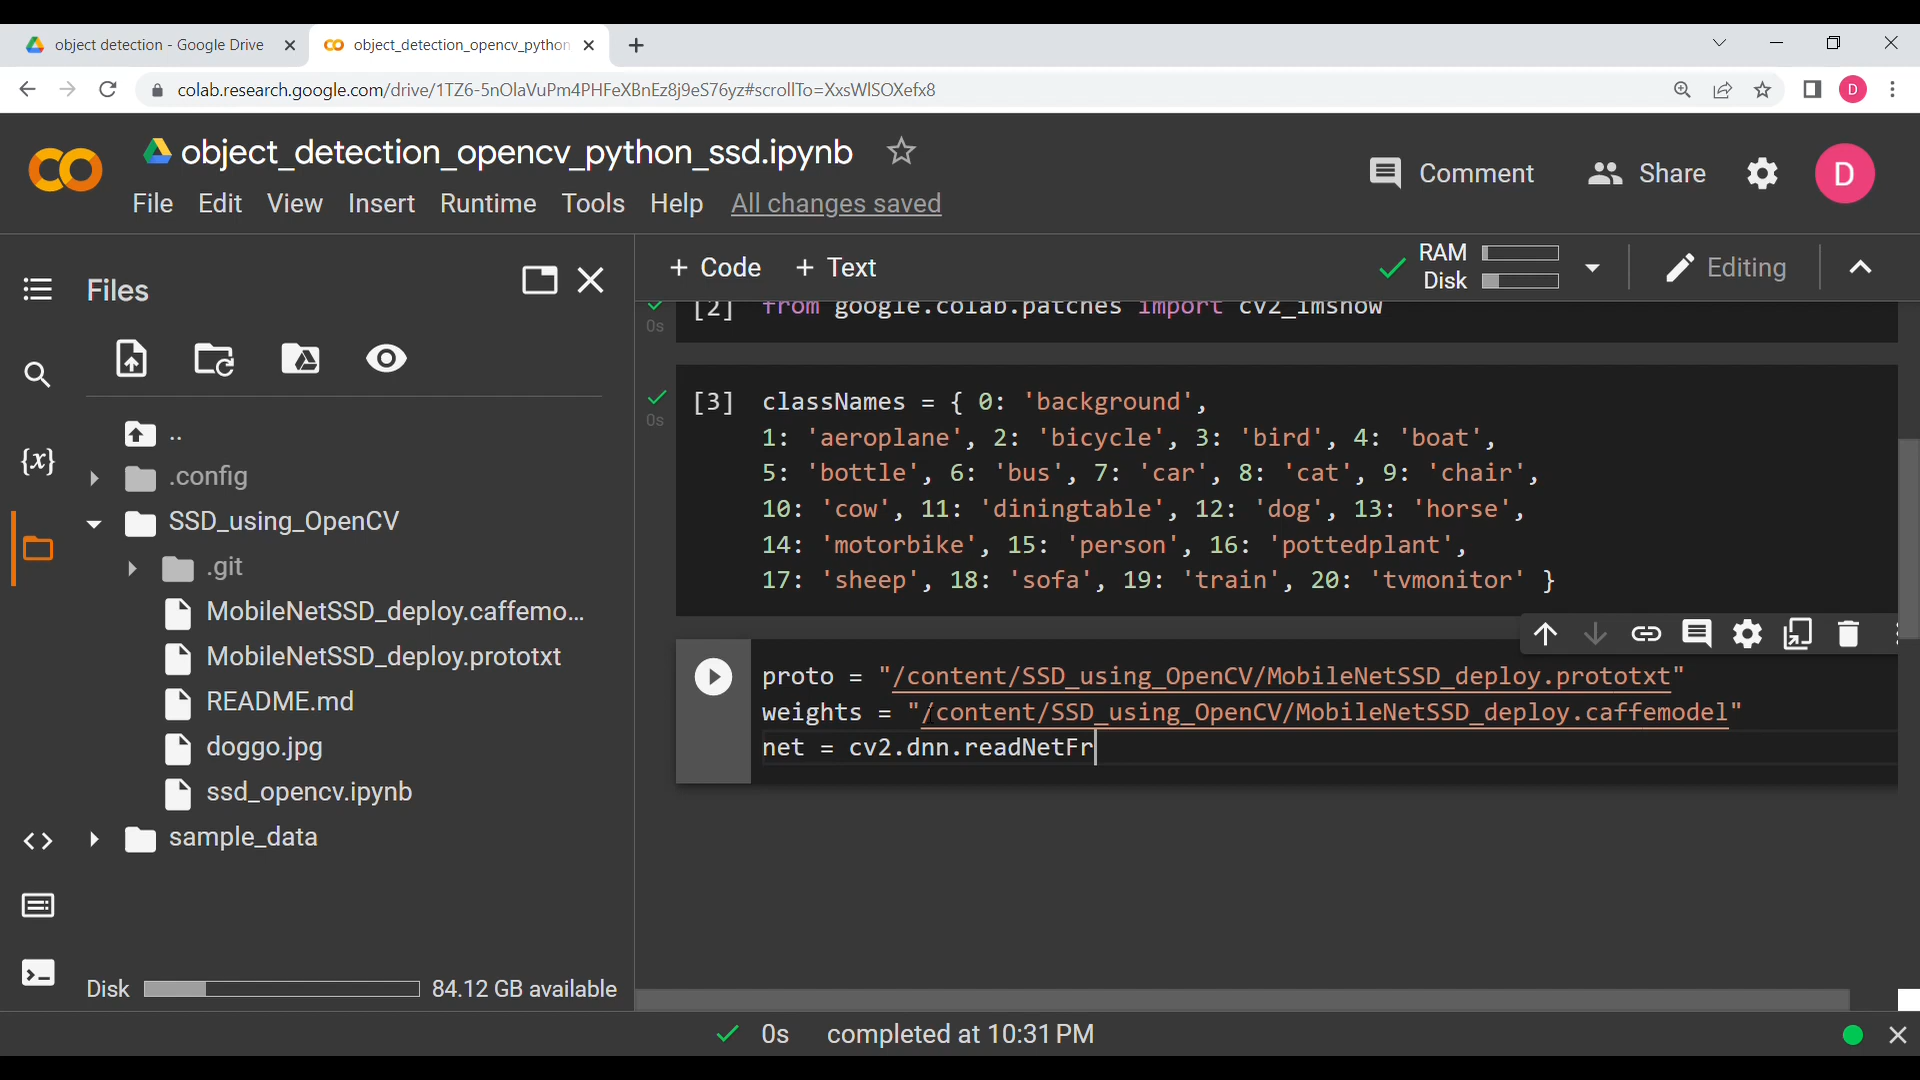 object detection - Google Drive
object_detection_opencv_python
colab.research.google.com/drive/1TZ6-5nOlaVuPm4PHFeXBnEz8j9eS76yz#scrollTo=XxsWlSOXefx8
D
object_detection_opencv_python_ssd.ipynb
Comment
Share
D
File Edit View Insert Runtime Tools Help All changes saved
Files
+ Code + Text
RAM
Disk
Editing
[2] from google.colab.patches import cv2_imshow
0s
[3] classNames = { 0: 'background',
0s
1: 'aeroplane', 2: 'bicycle', 3: 'bird', 4: 'boat',
5: 'bottle', 6: 'bus', 7: 'car', 8: 'cat', 9: 'chair',
10: 'cow', 11: 'diningtable', 12: 'dog', 13: 'horse',
14: 'motorbike', 15: 'person', 16: 'pottedplant',
17: 'sheep', 18: 'sofa', 19: 'train', 20: 'tvmonitor' }
proto = "/content/SSD_using_OpenCV/MobileNetSSD_deploy.prototxt"
weights = "/content/SSD_using_OpenCV/MobileNetSSD_deploy.caffemodel"
net = cv2.dnn.readNetFr
{x}
..
.config
SSD_using_OpenCV
.git
MobileNetSSD_deploy.caffemo...
MobileNetSSD_deploy.prototxt
README.md
doggo.jpg
ssd_opencv.ipynb
sample_data
Disk 84.12 GB available
0s completed at 10:31 PM